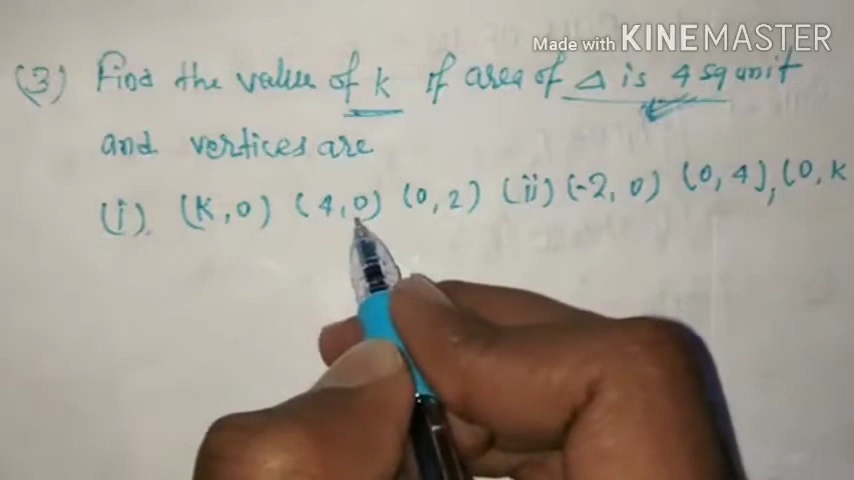 Made with KINEMASTER
(3) Find the value of k if area of Δ is 4 sq unit
and vertices are
(i). (k, 0) (4, 0) (0, 2) (ii) (-2, 0) (0, 4), (0, k